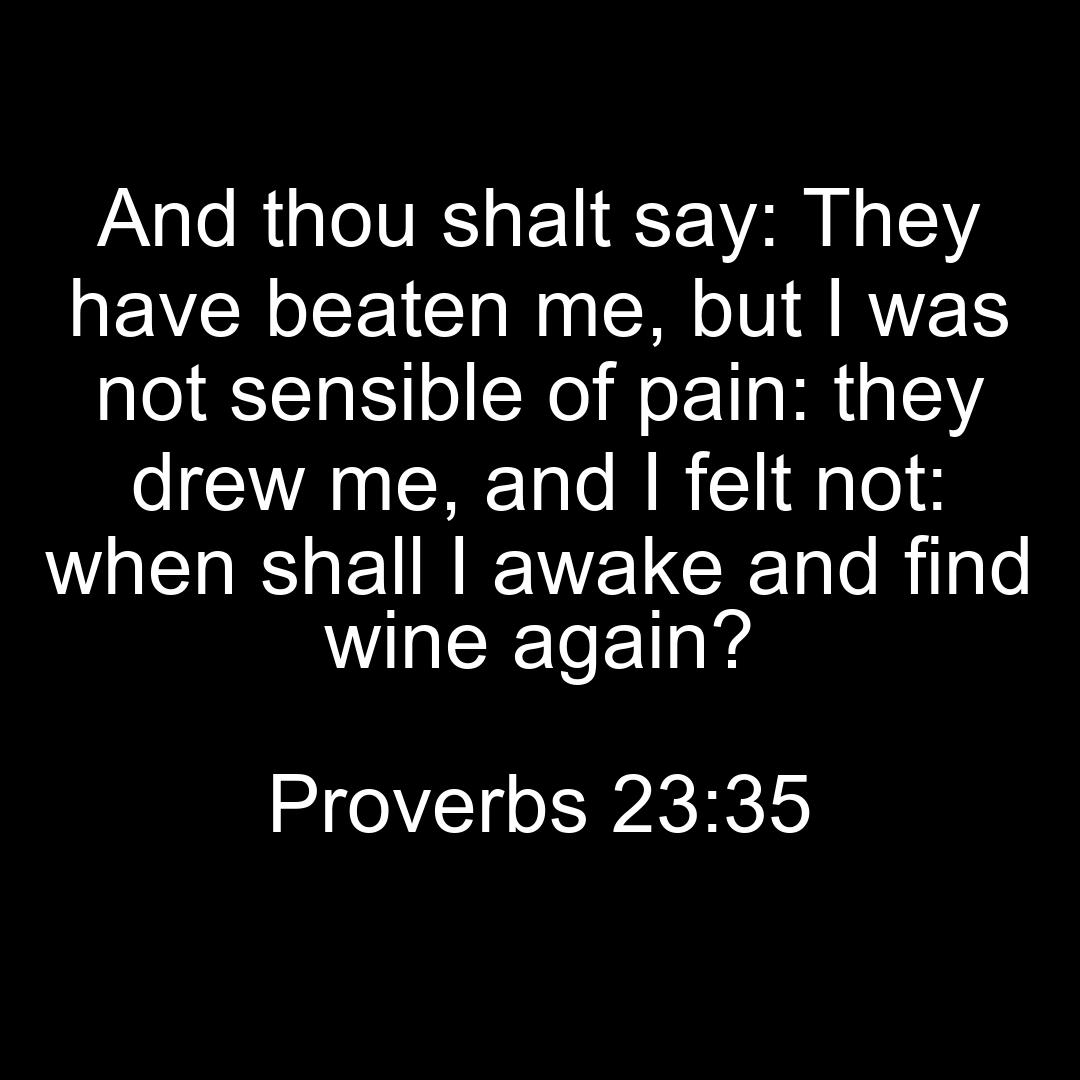 And thou shalt say: They
have beaten me, but I was
not sensible of pain: they
drew me, and I felt not:
when shall I awake and find
wine again?
Proverbs 23:35